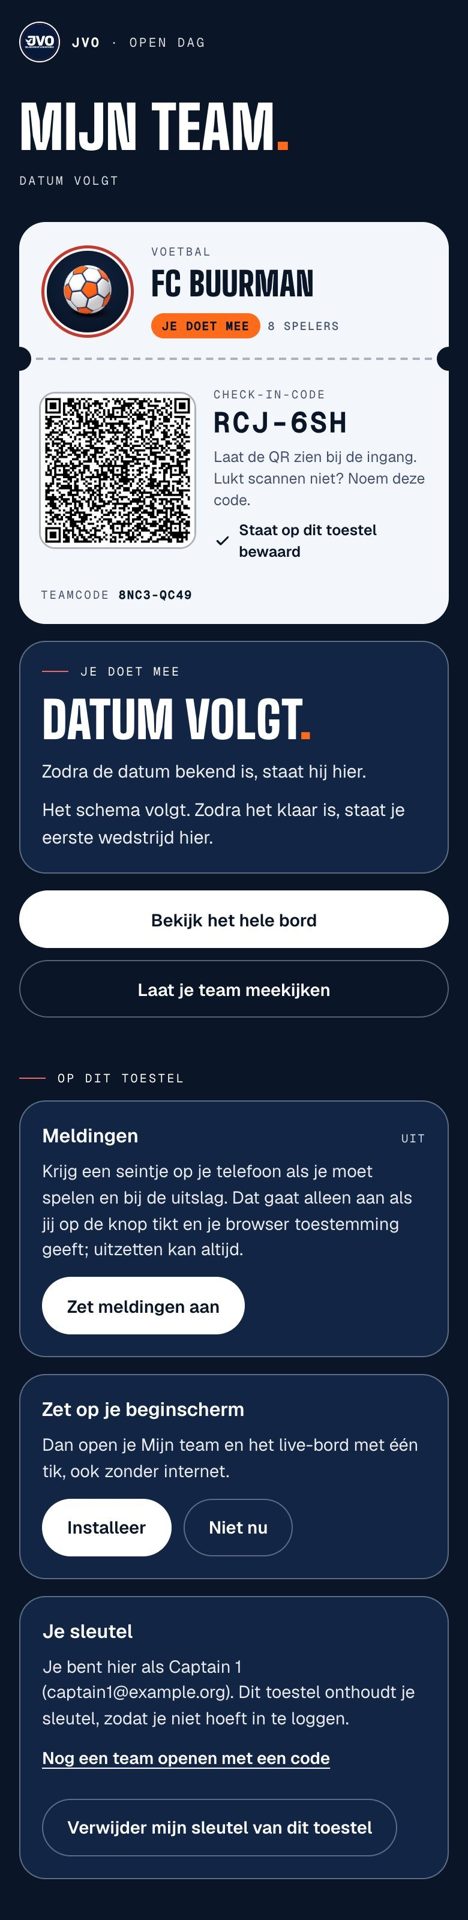 JVO
JVO · OPEN DAG
MIJN TEAM.
DATUM VOLGT
VOETBAL
FC BUURMAN
JE DOET MEE 8 SPELERS
CHECK-IN-CODE
RCJ-6SH
Laat de QR zien bij de ingang.
Lukt scannen niet? Noem deze
code.
Staat op dit toestel
bewaard
TEAMCODE 8NC3-QC49
JE DOET MEE
DATUM VOLGT.
Zodra de datum bekend is, staat hij hier.
Het schema volgt. Zodra het klaar is, staat je
eerste wedstrijd hier.
Bekijk het hele bord
Laat je team meekijken
OP DIT TOESTEL
Meldingen UIT
Krijg een seintje op je telefoon als je moet
spelen en bij de uitslag. Dat gaat alleen aan als
jij op de knop tikt en je browser toestemming
geeft; uitzetten kan altijd.
Zet meldingen aan
Zet op je beginscherm
Dan open je Mijn team en het live-bord met één
tik, ook zonder internet.
Installeer Niet nu
Je sleutel
Je bent hier als Captain 1
(captain1@example.org). Dit toestel onthoudt je
sleutel, zodat je niet hoeft in te loggen.
Nog een team openen met een code
Verwijder mijn sleutel van dit toestel